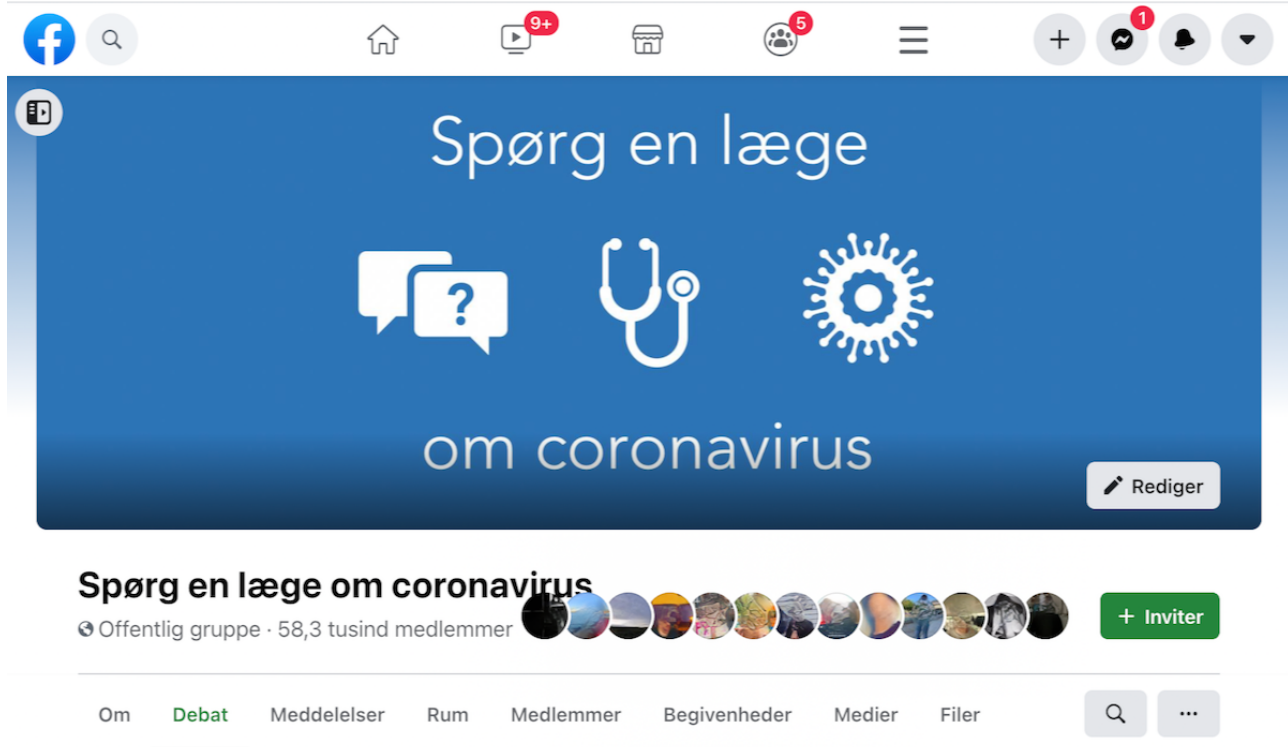 9+
5
1
Spørg en læge
?
om coronavirus
Rediger
Spørg en læge om coronavirus
Offentlig gruppe · 58,3 tusind medlemmer
+ Inviter
Om Debat Meddelelser Rum Medlemmer Begivenheder Medier Filer